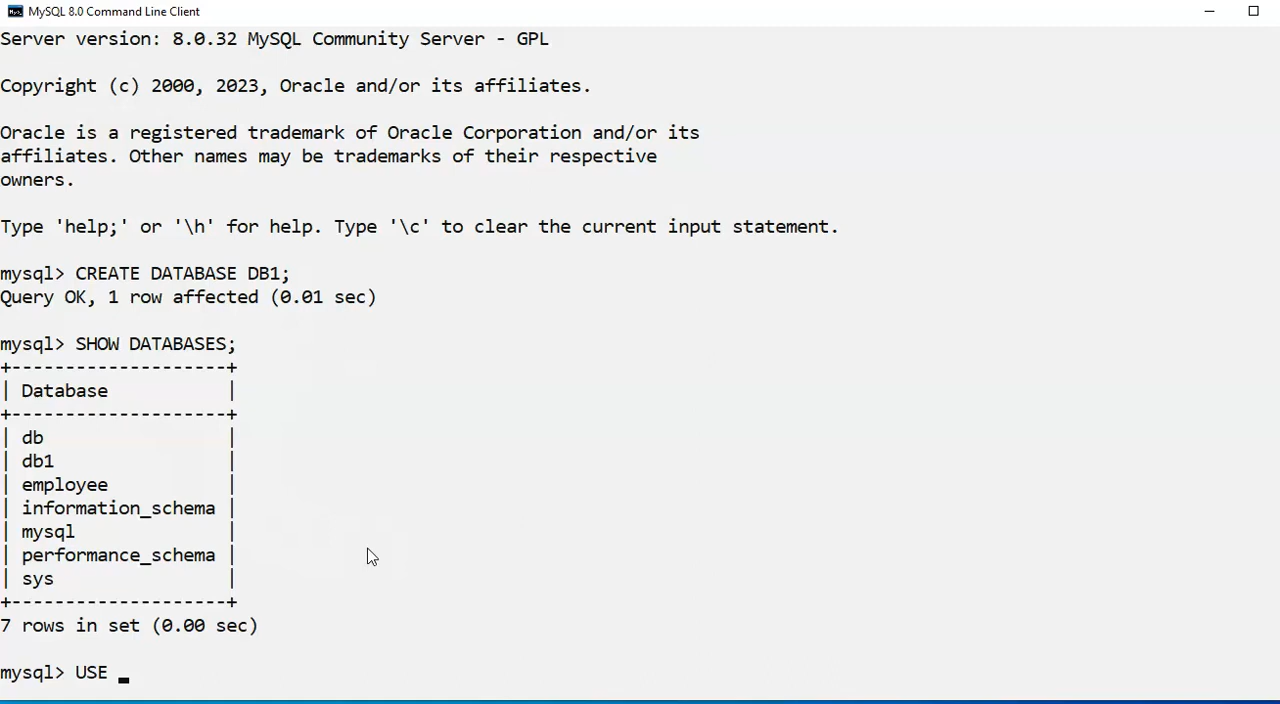 MySQL 8.0 Command Line Client
Server version: 8.0.32 MySQL Community Server - GPL
Copyright (c) 2000, 2023, Oracle and/or its affiliates.
Oracle is a registered trademark of Oracle Corporation and/or its
affiliates. Other names may be trademarks of their respective
owners.
Type 'help;' or '\h' for help. Type '\c' to clear the current input statement.
mysql> CREATE DATABASE DB1;
Query OK, 1 row affected (0.01 sec)
mysql> SHOW DATABASES;
+--------------------+
| Database           |
+--------------------+
| db                 |
| db1                |
| employee           |
| information_schema |
| mysql              |
| performance_schema |
| sys                |
+--------------------+
7 rows in set (0.00 sec)
mysql> USE